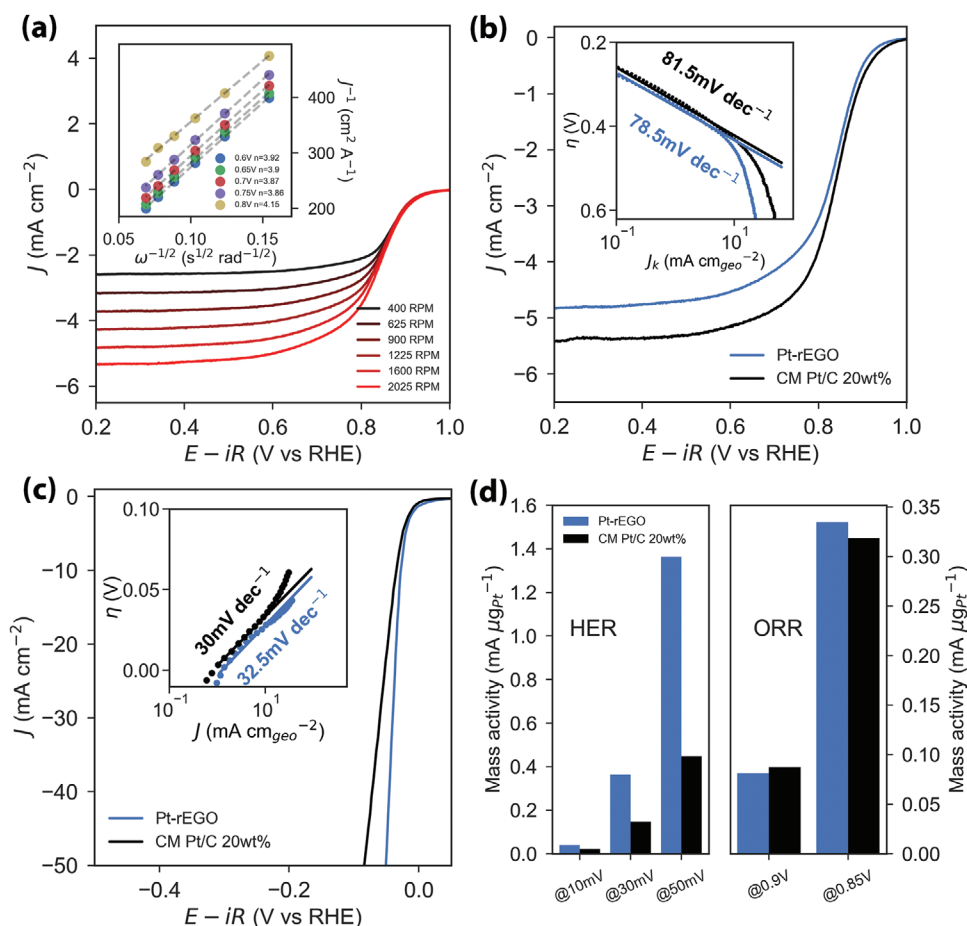 (a)
4
3
2
1
0
−2
−4
−5
−6
J (mA cm−2)
J−1 (cm2 A−1)
400
300
200
0.6V n=3.92
0.65V n=3.9
0.7V n=3.87
0.75V n=3.86
0.8V n=4.15
0.05 0.10 0.15
ω−1/2 (s1/2 rad−1/2)
400 RPM
625 RPM
900 RPM
1225 RPM
1600 RPM
2025 RPM
0.2 0.4 0.6 0.8 1.0
E − iR (V vs RHE)
(b)
0
−1
−2
−3
−4
−5
−6
J (mA cm−2)
0.2
0.4
0.6
η (V)
81.5mV dec−1
78.5mV dec−1
10−1 101
Jk (mA cmgeo−2)
Pt-rEGO
CM Pt/C 20wt%
0.2 0.4 0.6 0.8 1.0
E − iR (V vs RHE)
(c)
0
−10
−20
−30
−40
−50
J (mA cm−2)
0.10
0.05
0.00
η (V)
30mV dec−1
32.5mV dec−1
10−1 101
J (mA cmgeo−2)
Pt-rEGO
CM Pt/C 20wt%
−0.4 −0.2 0.0
E − iR (V vs RHE)
(d)
1.6
1.4
1.2
1.0
0.8
0.6
0.4
0.2
0.0
Mass activity (mA µgPt−1)
Pt-rEGO
CM Pt/C 20wt%
HER
@10mV @30mV @50mV
ORR
@0.9V @0.85V
0.35
0.30
0.25
0.20
0.15
0.10
0.05
0.00
Mass activity (mA µgPt−1)